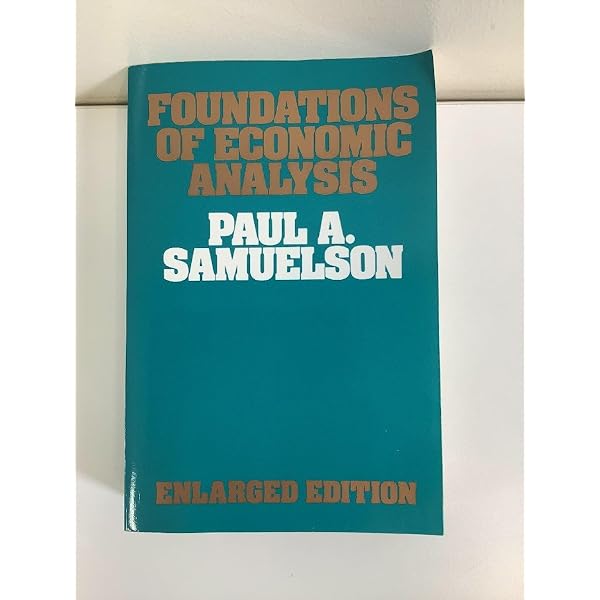 FOUNDATIONS
OF ECONOMIC
ANALYSIS
PAUL A.
SAMUELSON
ENLARGED EDITION